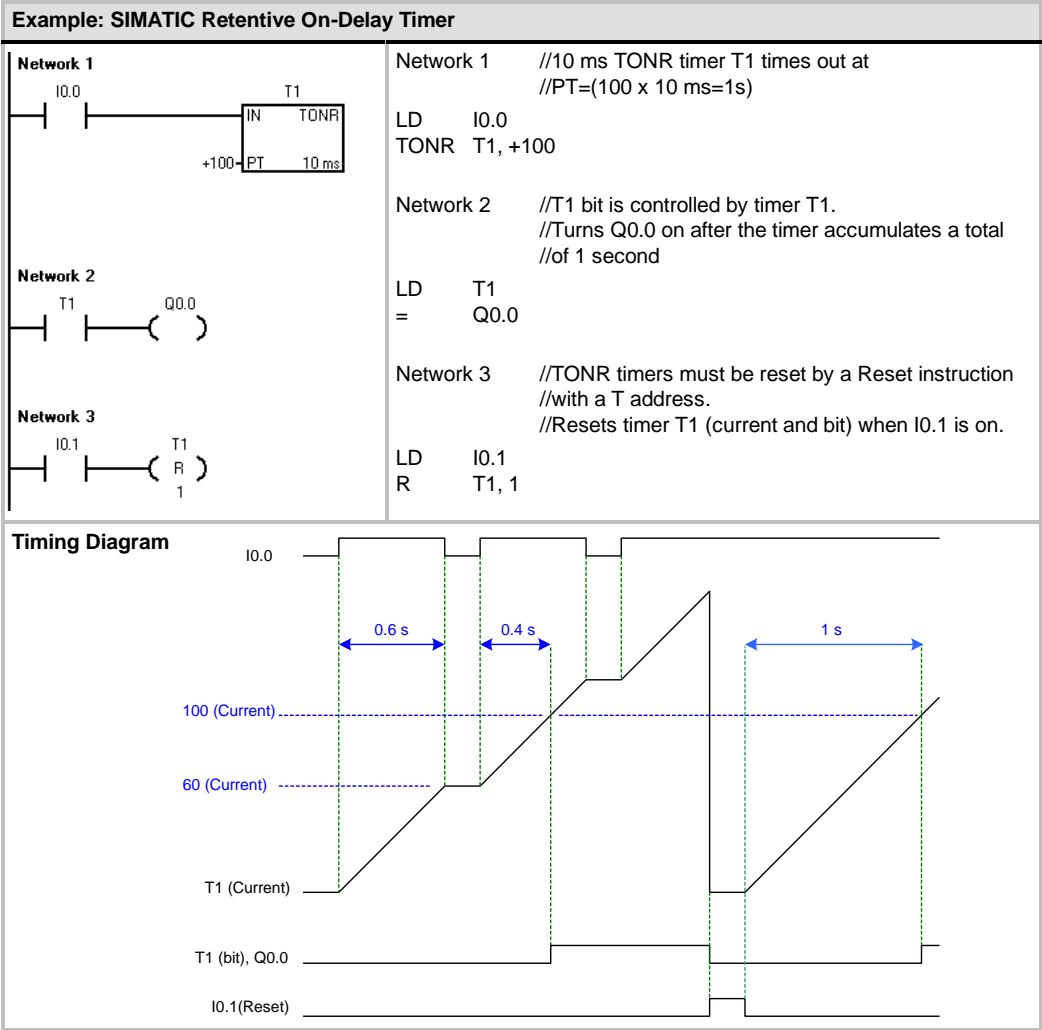 Example: SIMATIC Retentive On-Delay Timer
Network 1
I0.0
T1
IN TONR
+100 PT 10 ms
Network 2
T1 Q0.0
Network 3
I0.1 T1
R
1
Network 1 //10 ms TONR timer T1 times out at
//PT=(100 x 10 ms=1s)
LD I0.0
TONR T1, +100
Network 2 //T1 bit is controlled by timer T1.
//Turns Q0.0 on after the timer accumulates a total
//of 1 second
LD T1
= Q0.0
Network 3 //TONR timers must be reset by a Reset instruction
//with a T address.
//Resets timer T1 (current and bit) when I0.1 is on.
LD I0.1
R T1, 1
Timing Diagram
I0.0
0.6 s 0.4 s 1 s
100 (Current)
60 (Current)
T1 (Current)
T1 (bit), Q0.0
I0.1(Reset)